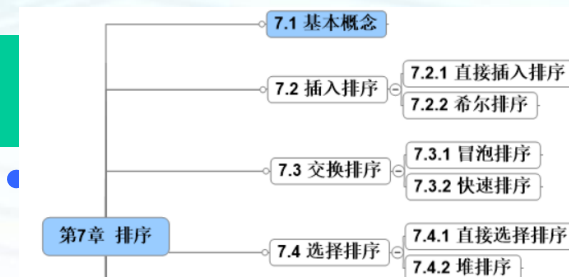 7.1 基本概念
7.2 插入排序
7.2.1 直接插入排序
7.2.2 希尔排序
7.3 交换排序
7.3.1 冒泡排序
7.3.2 快速排序
第7章 排序
7.4 选择排序
7.4.1 直接选择排序
7.4.2 堆排序